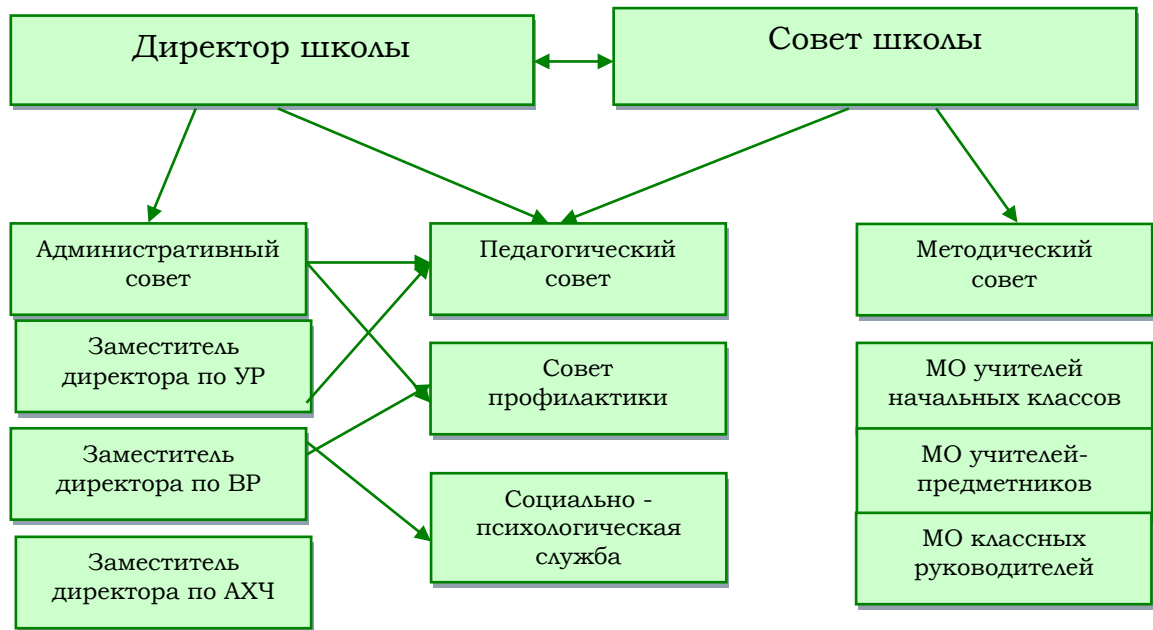 Директор школы
Совет школы
Административный
совет
Педагогический
совет
Методический
совет
Заместитель
директора по УР
Совет
профилактики
МО учителей
начальных классов
Заместитель
директора по ВР
МО учителей-
предметников
Социально -
психологическая
служба
МО классных
руководителей
Заместитель
директора по АХЧ